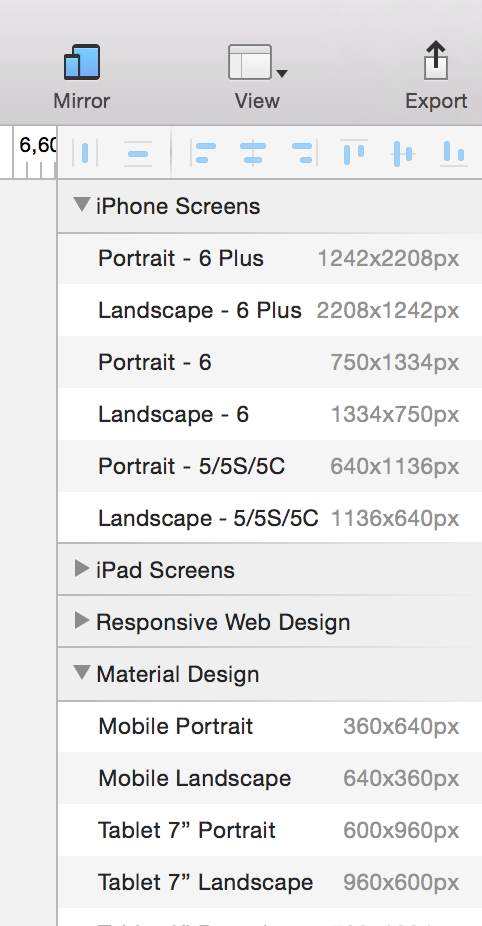 Mirror View Export
6,60
iPhone Screens
Portrait - 6 Plus 1242x2208px
Landscape - 6 Plus 2208x1242px
Portrait - 6 750x1334px
Landscape - 6 1334x750px
Portrait - 5/5S/5C 640x1136px
Landscape - 5/5S/5C 1136x640px
iPad Screens
Responsive Web Design
Material Design
Mobile Portrait 360x640px
Mobile Landscape 640x360px
Tablet 7” Portrait 600x960px
Tablet 7” Landscape 960x600px